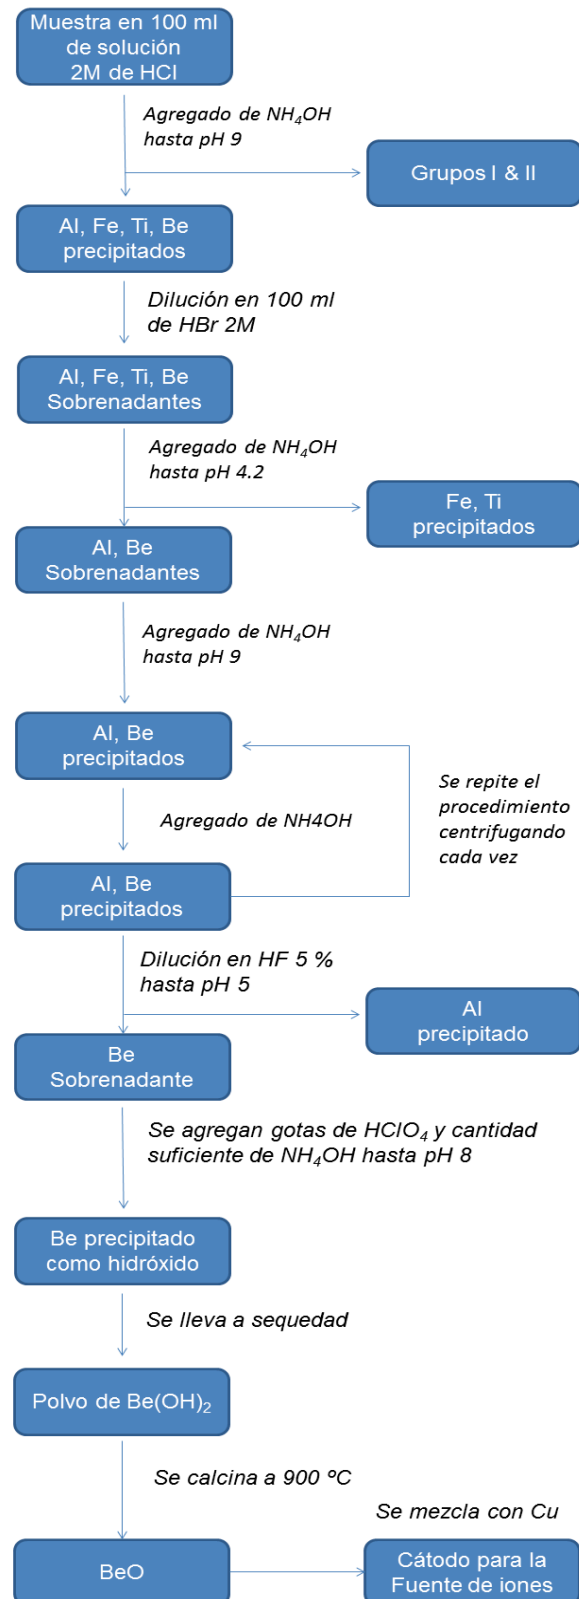 Muestra en 100 ml
de solución
2M de HCl
Agregado de NH₄OH
hasta pH 9
Grupos I & II
Al, Fe, Ti, Be
precipitados
Dilución en 100 ml
de HBr 2M
Al, Fe, Ti, Be
Sobrenadantes
Agregado de NH₄OH
hasta pH 4.2
Fe, Ti
precipitados
Al, Be
Sobrenadantes
Agregado de NH₄OH
hasta pH 9
Al, Be
precipitados
Se repite el
procedimiento
centrifugando
cada vez
Agregado de NH4OH
Al, Be
precipitados
Dilución en HF 5 %
hasta pH 5
Al
precipitado
Be
Sobrenadante
Se agregan gotas de HClO₄ y cantidad
suficiente de NH₄OH hasta pH 8
Be precipitado
como hidróxido
Se lleva a sequedad
Polvo de Be(OH)₂
Se calcina a 900 ºC
Se mezcla con Cu
BeO
Cátodo para la
Fuente de iones